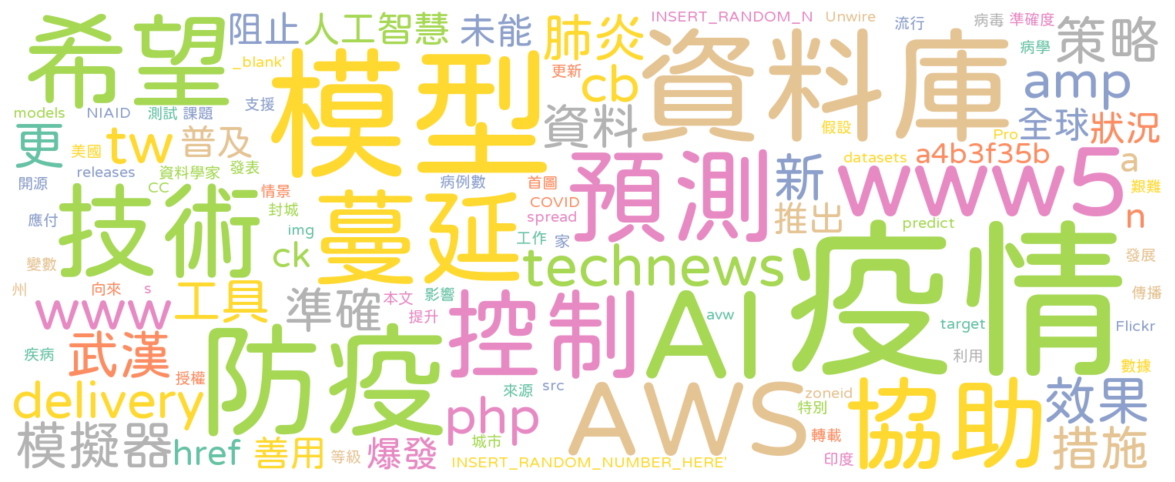 希望
阻止
人工智慧
未能
肺炎
INSERT_RANDOM_N
Unwire
流行
病毒
準確度
病學
策略
_blank'
模型
更新
cb
資料庫
amp
models
NIAID
測試
課題
支援
資料
假設
Pro
全球
狀況
更
美國
tw
普及
資料學家
發表
datasets
a4b3f35b
a
開源
releases
CC
情景
病例數
首圖
預測
新
www5
艱難
應付
技術
封城
蔓延
COVID
spread
推出
n
img
工作
家
predict
疫情
ck
technews
發展
變數
州
向來
s
工具
準確
本文
提升
影響
控制
AI
avw
target
傳播
Flickr
www
武漢
防疫
疾病
授權
來源
src
利用
數據
delivery
php
AWS
zoneid
特別
協助
效果
模擬器
href
善用
等級
爆發
城市
INSERT_RANDOM_NUMBER_HERE'
轉載
印度
措施